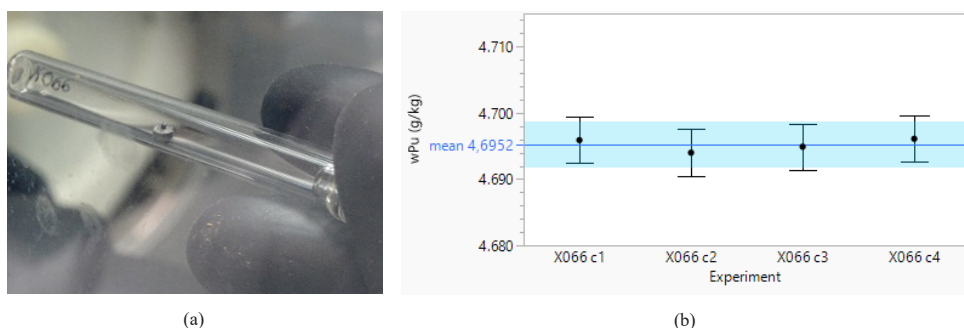 X066
4.710
4.700
mean 4,6952
4.690
4.680
wPu (g/kg)
X066 c1 X066 c2 X066 c3 X066 c4
Experiment
(a) (b)